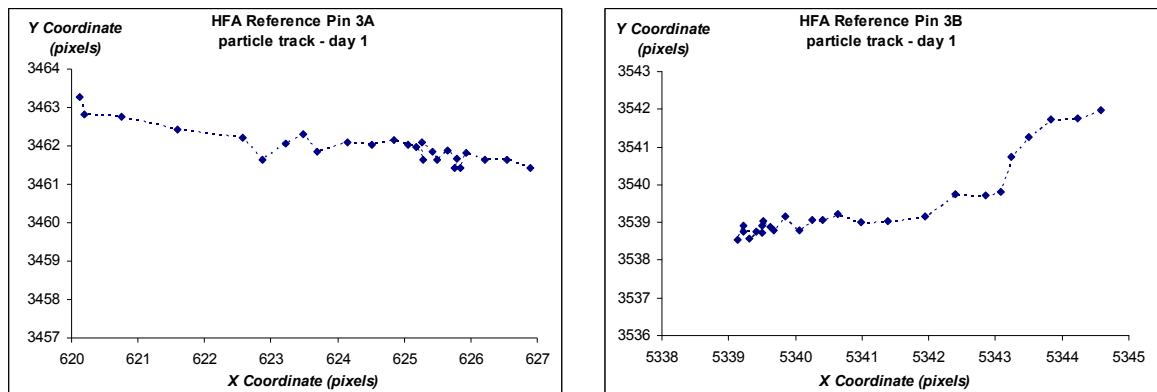 HFA Reference Pin 3A
particle track - day 1
Y Coordinate
(pixels)
3464
3463
3462
3461
3460
3459
3458
3457
620 621 622 623 624 625 626 627
X Coordinate (pixels)
HFA Reference Pin 3B
particle track - day 1
Y Coordinate
(pixels)
3543
3542
3541
3540
3539
3538
3537
3536
5338 5339 5340 5341 5342 5343 5344 5345
X Coordinate (pixels)